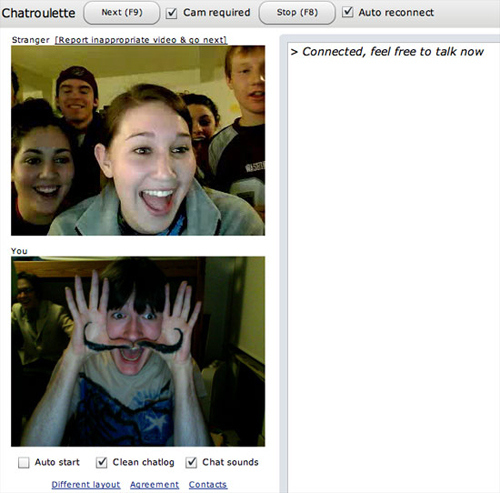 Chatroulette Next (F9) Cam required Stop (F8) Auto reconnect
Stranger [Report inappropriate video & go next]
> Connected, feel free to talk now
You
Auto start Clean chatlog Chat sounds
Different layout Agreement Contacts